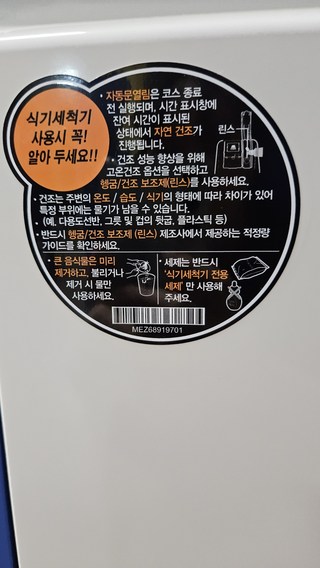 식기세척기
사용시 꼭!
알아 두세요!!
· 자동문열림은 코스 종료
전 실행되며, 시간 표시창에
잔여 시간이 표시된
상태에서 자연 건조가
진행됩니다.
린스
· 건조 성능 향상을 위해
고온건조 옵션을 선택하고
헹굼/건조 보조제(린스)를 사용하세요.
· 건조는 주변의 온도 / 습도 / 식기의 형태에 따라 차이가 있어
특정 부위에는 물기가 남을 수 있습니다.
(예, 다용도선반, 그릇 및 컵의 뒷굽, 플라스틱 등)
· 반드시 헹굼/건조 보조제 (린스) 제조사에서 제공하는 적정량
가이드를 확인하세요.
· 큰 음식물은 미리
제거하고, 불리거나
제거 시 물만
사용하세요.
· 세제는 반드시
'식기세척기 전용
세제' 만 사용해
주세요.
MEZ68919701